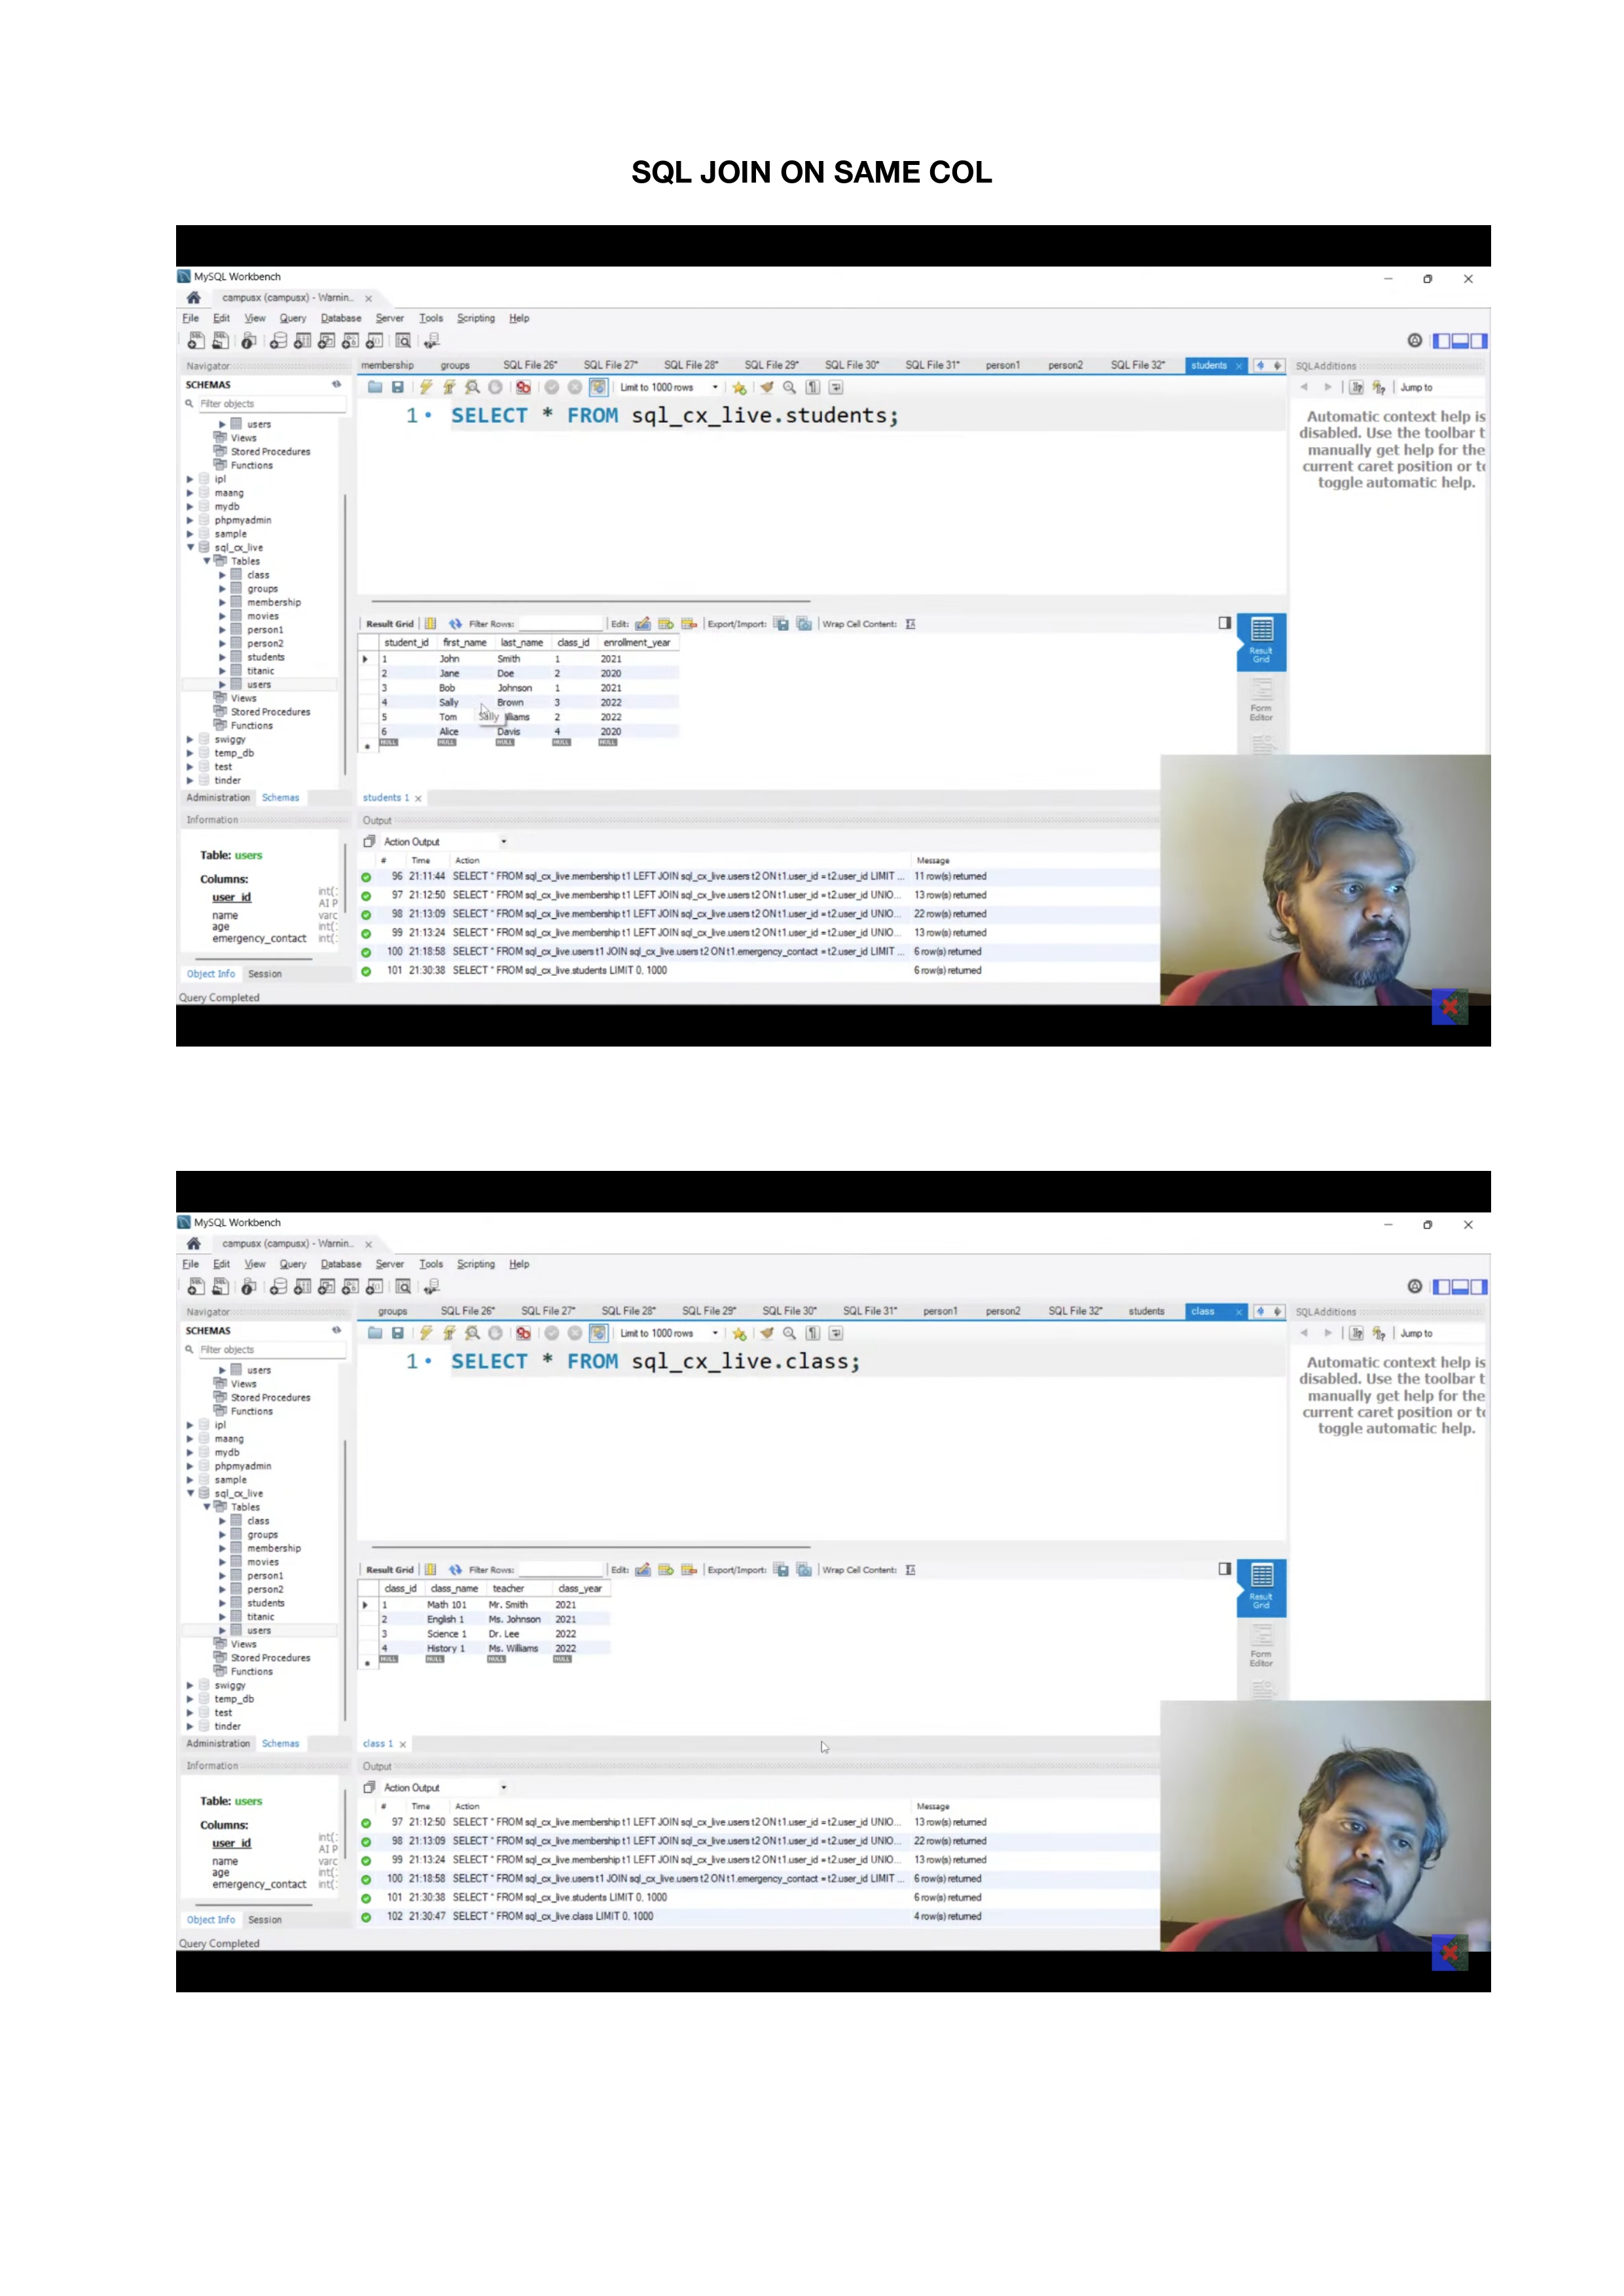 SQL JOIN ON SAME COL
MySQL Workbench
campusx (campusx) - Warnin...
File Edit View Query Database Server Tools Scripting Help
Navigator
membership groups SQL File 26* SQL File 27* SQL File 28* SQL File 29* SQL File 30* SQL File 31* person1 person2 SQL File 32* students
SQLAdditions
SCHEMAS
Limit to 1000 rows
Jump to
Filter objects
1 SELECT * FROM sql_cx_live.students;
Automatic context help is
disabled. Use the toolbar t
manually get help for the
current caret position or to
toggle automatic help.
users
Views
Stored Procedures
Functions
ipl
maang
mydb
phpmyadmin
sample
sql_cx_live
Tables
class
groups
membership
movies
person1
person2
students
titanic
users
Views
Stored Procedures
Functions
swiggy
temp_db
test
tinder
Result Grid Filter Rows: Edit: Export/Import: Wrap Cell Content:
student_id first_name last_name class_id enrollment_year
1 John Smith 1 2021
2 Jane Doe 2 2020
3 Bob Johnson 1 2021
4 Sally Brown 3 2022
5 Tom Sally illiams 2 2022
6 Alice Davis 4 2020
NULL NULL NULL NULL NULL
Result
Grid
Form
Editor
Administration Schemas
students 1
Information
Output
Action Output
Table: users
Columns:
user_id int(
AI P
name varc
age int(
emergency_contact int(
# Time Action Message
96 21:11:44 SELECT * FROM sql_cx_live.membership t1 LEFT JOIN sql_cx_live.users t2 ON t1.user_id = t2.user_id LIMIT ... 11 row(s) returned
97 21:12:50 SELECT * FROM sql_cx_live.membership t1 LEFT JOIN sql_cx_live.users t2 ON t1.user_id = t2.user_id UNIO... 13 row(s) returned
98 21:13:09 SELECT * FROM sql_cx_live.membership t1 LEFT JOIN sql_cx_live.users t2 ON t1.user_id = t2.user_id UNIO... 22 row(s) returned
99 21:13:24 SELECT * FROM sql_cx_live.membership t1 LEFT JOIN sql_cx_live.users t2 ON t1.user_id = t2.user_id UNIO... 13 row(s) returned
100 21:18:58 SELECT * FROM sql_cx_live.users t1 JOIN sql_cx_live.users t2 ON t1.emergency_contact = t2.user_id LIMIT ... 6 row(s) returned
101 21:30:38 SELECT * FROM sql_cx_live.students LIMIT 0, 1000 6 row(s) returned
Object Info Session
Query Completed
MySQL Workbench
campusx (campusx) - Warnin...
File Edit View Query Database Server Tools Scripting Help
Navigator
groups SQL File 26* SQL File 27* SQL File 28* SQL File 29* SQL File 30* SQL File 31* person1 person2 SQL File 32* students class
SQLAdditions
SCHEMAS
Limit to 1000 rows
Jump to
Filter objects
1 SELECT * FROM sql_cx_live.class;
Automatic context help is
disabled. Use the toolbar t
manually get help for the
current caret position or to
toggle automatic help.
users
Views
Stored Procedures
Functions
ipl
maang
mydb
phpmyadmin
sample
sql_cx_live
Tables
class
groups
membership
movies
person1
person2
students
titanic
users
Views
Stored Procedures
Functions
swiggy
temp_db
test
tinder
Result Grid Filter Rows: Edit: Export/Import: Wrap Cell Content:
class_id class_name teacher class_year
1 Math 101 Mr. Smith 2021
2 English 1 Ms. Johnson 2021
3 Science 1 Dr. Lee 2022
4 History 1 Ms. Williams 2022
NULL NULL NULL NULL
Result
Grid
Form
Editor
Administration Schemas
class 1
Information
Output
Action Output
Table: users
Columns:
user_id int(
AI P
name varc
age int(
emergency_contact int(
# Time Action Message
97 21:12:50 SELECT * FROM sql_cx_live.membership t1 LEFT JOIN sql_cx_live.users t2 ON t1.user_id = t2.user_id UNIO... 13 row(s) returned
98 21:13:09 SELECT * FROM sql_cx_live.membership t1 LEFT JOIN sql_cx_live.users t2 ON t1.user_id = t2.user_id UNIO... 22 row(s) returned
99 21:13:24 SELECT * FROM sql_cx_live.membership t1 LEFT JOIN sql_cx_live.users t2 ON t1.user_id = t2.user_id UNIO... 13 row(s) returned
100 21:18:58 SELECT * FROM sql_cx_live.users t1 JOIN sql_cx_live.users t2 ON t1.emergency_contact = t2.user_id LIMIT ... 6 row(s) returned
101 21:30:38 SELECT * FROM sql_cx_live.students LIMIT 0, 1000 6 row(s) returned
102 21:30:47 SELECT * FROM sql_cx_live.class LIMIT 0, 1000 4 row(s) returned
Object Info Session
Query Completed